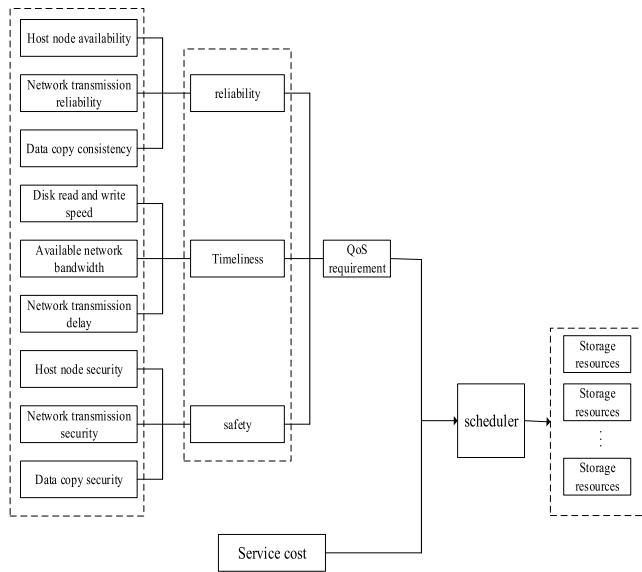 Host node availability
Network transmission
reliability
Data copy consistency
Disk read and write
speed
Available network
bandwidth
Network transmission
delay
Host node security
Network transmission
security
Data copy security
reliability
Timeliness
safety
QoS
requirement
Service cost
scheduler
Storage
resources
Storage
resources
Storage
resources